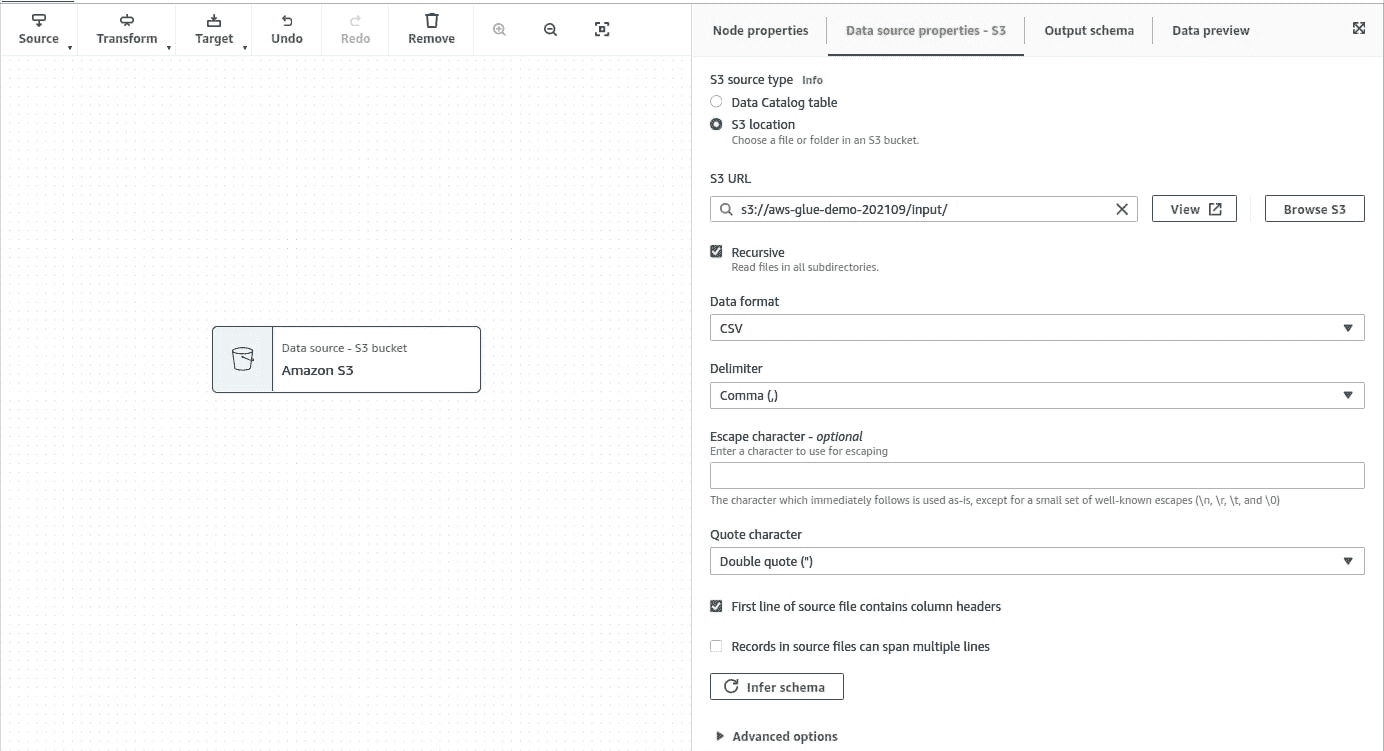 Source
Transform
Target
Undo
Redo
Remove
Node properties
Data source properties - S3
Output schema
Data preview
Data source - S3 bucket
Amazon S3
S3 source type Info
Data Catalog table
S3 location
Choose a file or folder in an S3 bucket.
S3 URL
s3://aws-glue-demo-202109/input/
View
Browse S3
Recursive
Read files in all subdirectories.
Data format
CSV
Delimiter
Comma (,)
Escape character - optional
Enter a character to use for escaping
The character which immediately follows is used as-is, except for a small set of well-known escapes (\n, \r, \t, and \0)
Quote character
Double quote (")
First line of source file contains column headers
Records in source files can span multiple lines
Infer schema
Advanced options